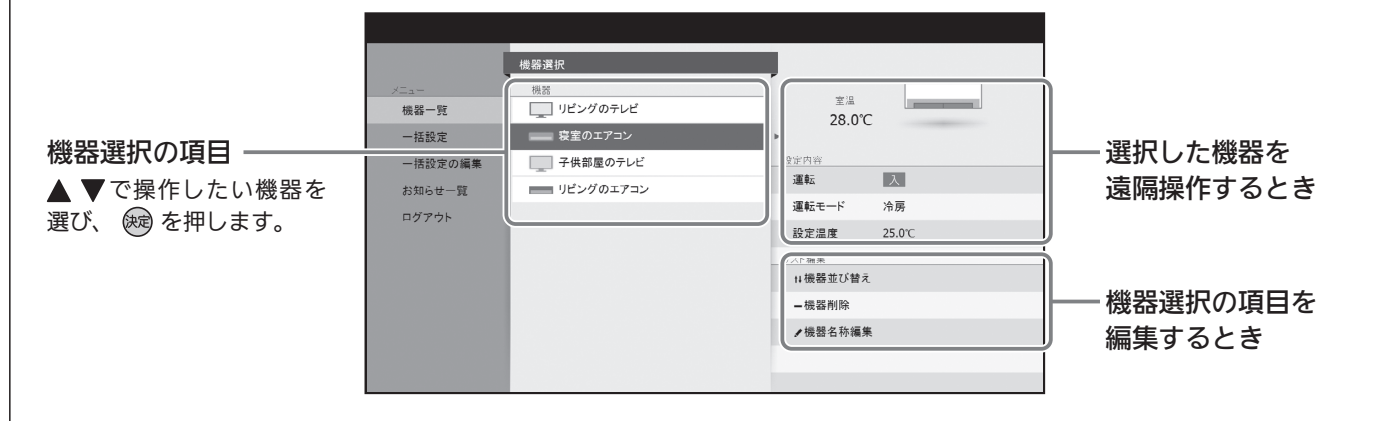 機器選択の項目
▲ ▼で操作したい機器を
選び、 決定 を押します。
メニュー
機器一覧
一括設定
一括設定の編集
お知らせ一覧
ログアウト
機器選択
機器
リビングのテレビ
寝室のエアコン
子供部屋のテレビ
リビングのエアコン
室温
28.0℃
設定内容
運転 入
運転モード 冷房
設定温度 25.0℃
リスト編集
機器並び替え
機器削除
機器名称編集
選択した機器を
遠隔操作するとき
機器選択の項目を
編集するとき